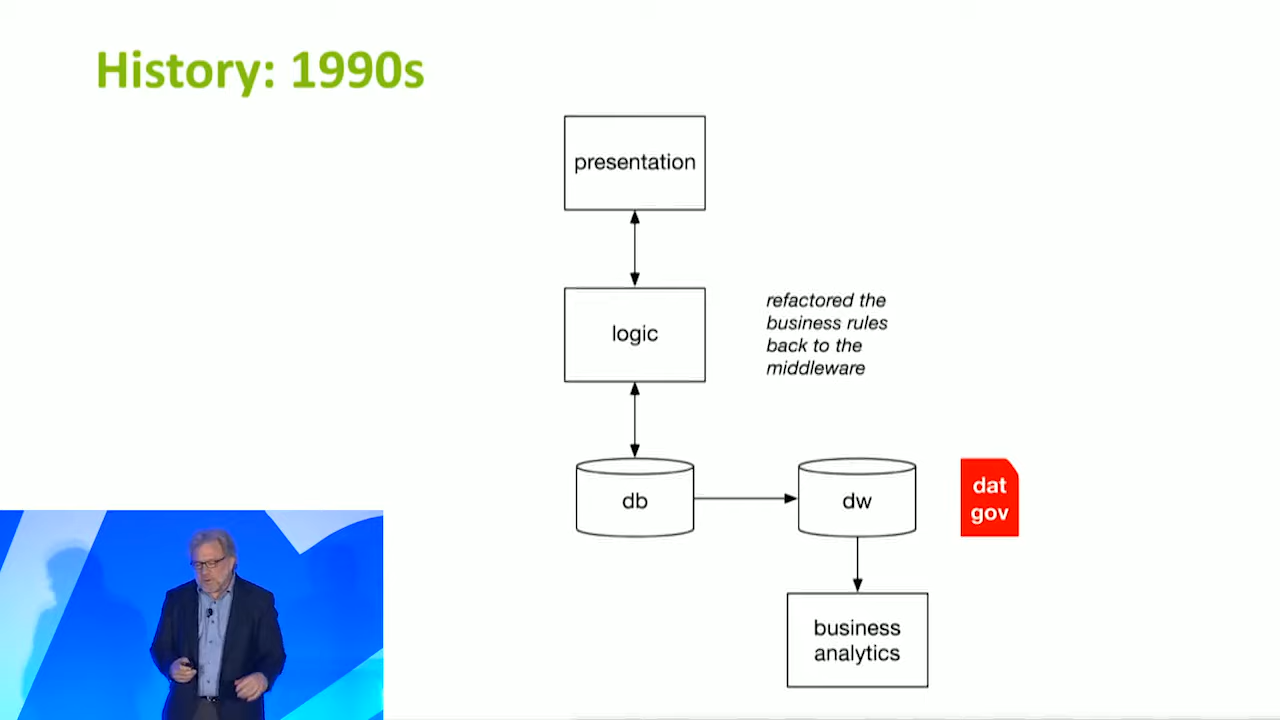 History: 1990s
presentation
logic
refactored the
business rules
back to the
middleware
db
dw
dat
gov
business
analytics